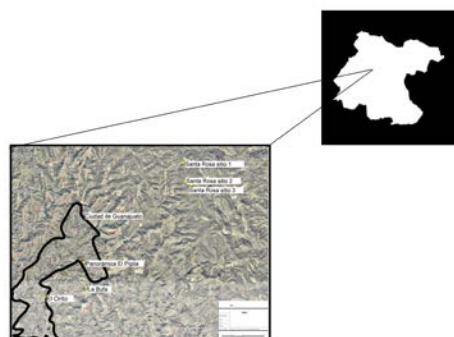 Santa Rosa sitio 1
Santa Rosa sitio 2
Santa Rosa sitio 3
Ciudad de Guanajuato
Panorámica El Pípila
La Bufa
El Orito